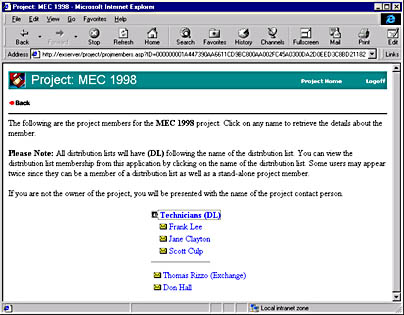 Project: MEC 1998 - Microsoft Internet Explorer
File Edit View Go Favorites Help
Back Forward Stop Refresh Home Search Favorites History Channels Fullscreen Mail Print
Address http://exserver/project/projmembers.asp?ID=
Links
Project: MEC 1998
Project Home Logoff
Back
The following are the project members for the MEC 1998 project. Click on any name to retrieve the details about the
member.
Please Note: All distribution lists will have (DL) following the name of the distribution list. You can view the
distribution list membership from this application by clicking on the name of the distribution list. Some users may appear
twice since they can be a member of a distribution list as well as a stand-alone project member.
If you are not the owner of the project, you will be presented with the name of the project contact person.
Technicians (DL)
Frank Lee
Jane Clayton
Scott Culp
Thomas Rizzo (Exchange)
Don Hall
Local intranet zone